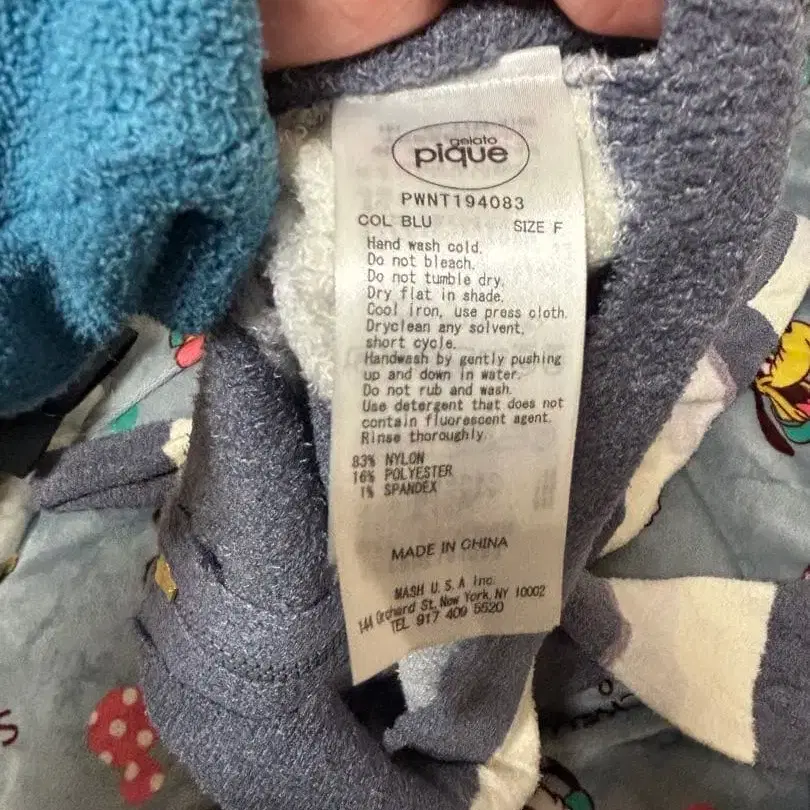 gelato
pique
PWNT194083
COL BLU SIZE F
Hand wash cold.
Do not bleach.
Do not tumble dry.
Dry flat in shade.
Cool iron, use press cloth.
Dryclean any solvent,
short cycle.
Handwash by gently pushing
up and down in water.
Do not rub and wash.
Use detergent that does not
contain fluorescent agent.
Rinse thoroughly.
83% NYLON
16% POLYESTER
1% SPANDEX
MADE IN CHINA
MASH U.S.A Inc.
144 Orchard St, New York, NY 10002
TEL 917 409 5520